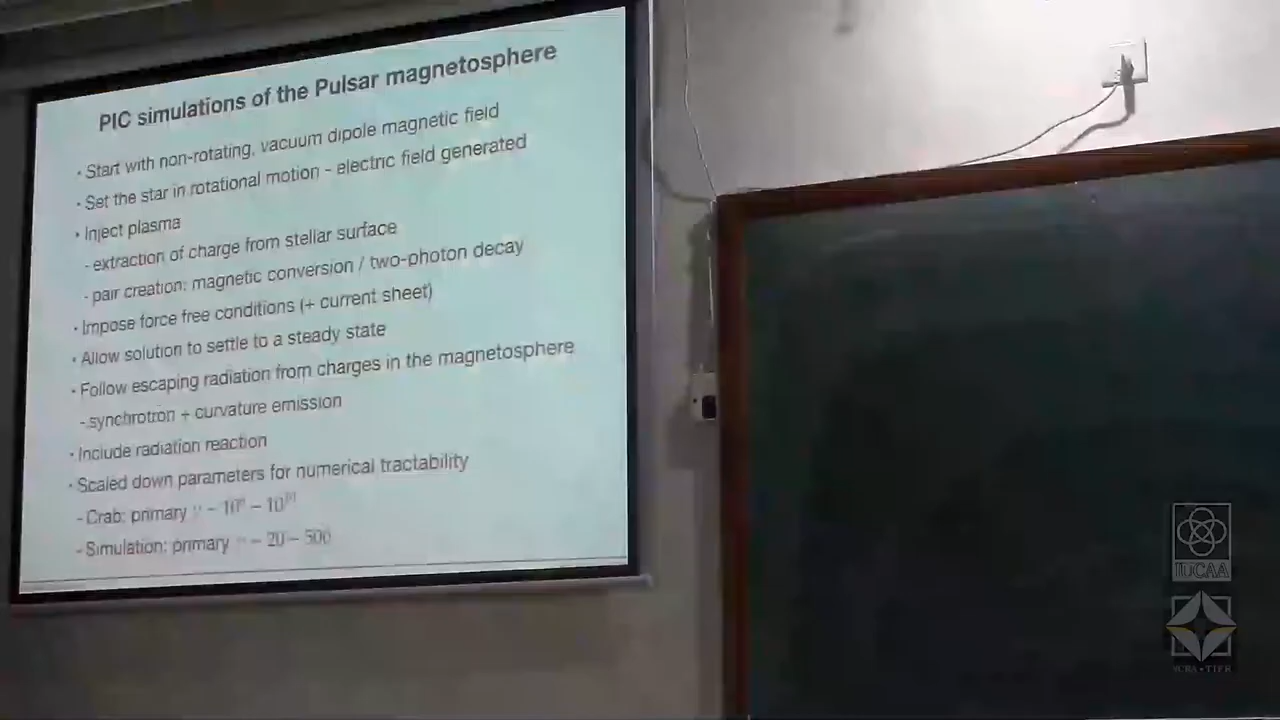 PIC simulations of the Pulsar magnetosphere
• Start with non-rotating, vacuum dipole magnetic field
• Set the star in rotational motion - electric field generated
• Inject plasma
- extraction of charge from stellar surface
- pair creation: magnetic conversion / two-photon decay
• Impose force free conditions (+ current sheet)
• Allow solution to settle to a steady state
• Follow escaping radiation from charges in the magnetosphere
- synchrotron + curvature emission
• Include radiation reaction
• Scaled down parameters for numerical tractability
- Crab: primary
- Simulation: primary ~ 20 - 500
IUCAA
NCRA • TIFR